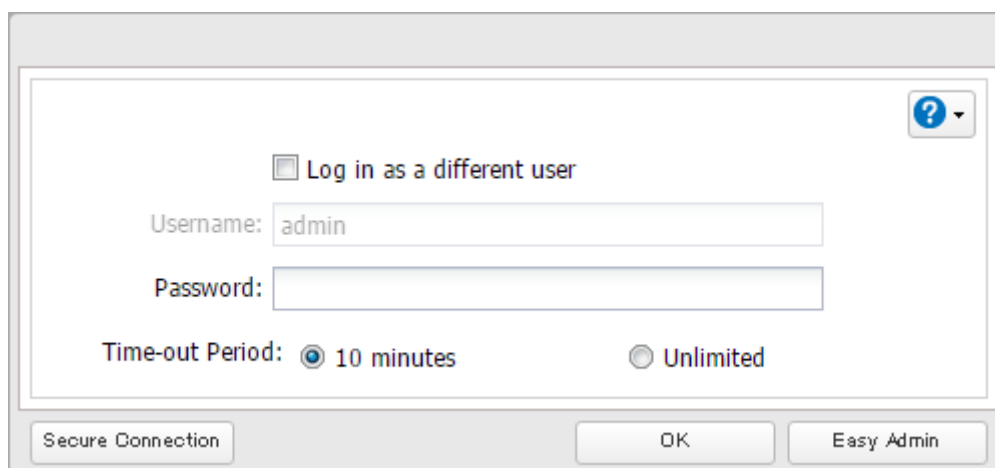 ?
Log in as a different user
Username: admin
Password:
Time-out Period: 10 minutes Unlimited
Secure Connection OK Easy Admin